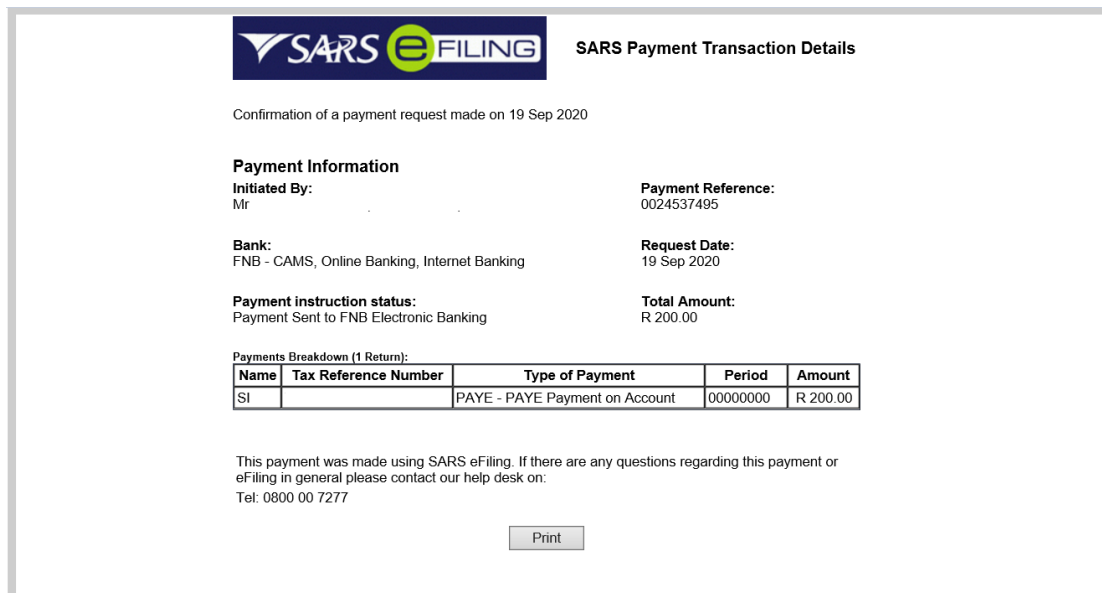 SARS eFILING
SARS Payment Transaction Details
Confirmation of a payment request made on 19 Sep 2020
Payment Information
Initiated By:
Mr
Payment Reference:
0024537495
Bank:
FNB - CAMS, Online Banking, Internet Banking
Request Date:
19 Sep 2020
Payment instruction status:
Payment Sent to FNB Electronic Banking
Total Amount:
R 200.00
Payments Breakdown (1 Return):
Name Tax Reference Number Type of Payment Period Amount
SI PAYE - PAYE Payment on Account 00000000 R 200.00
This payment was made using SARS eFiling. If there are any questions regarding this payment or
eFiling in general please contact our help desk on:
Tel: 0800 00 7277
Print